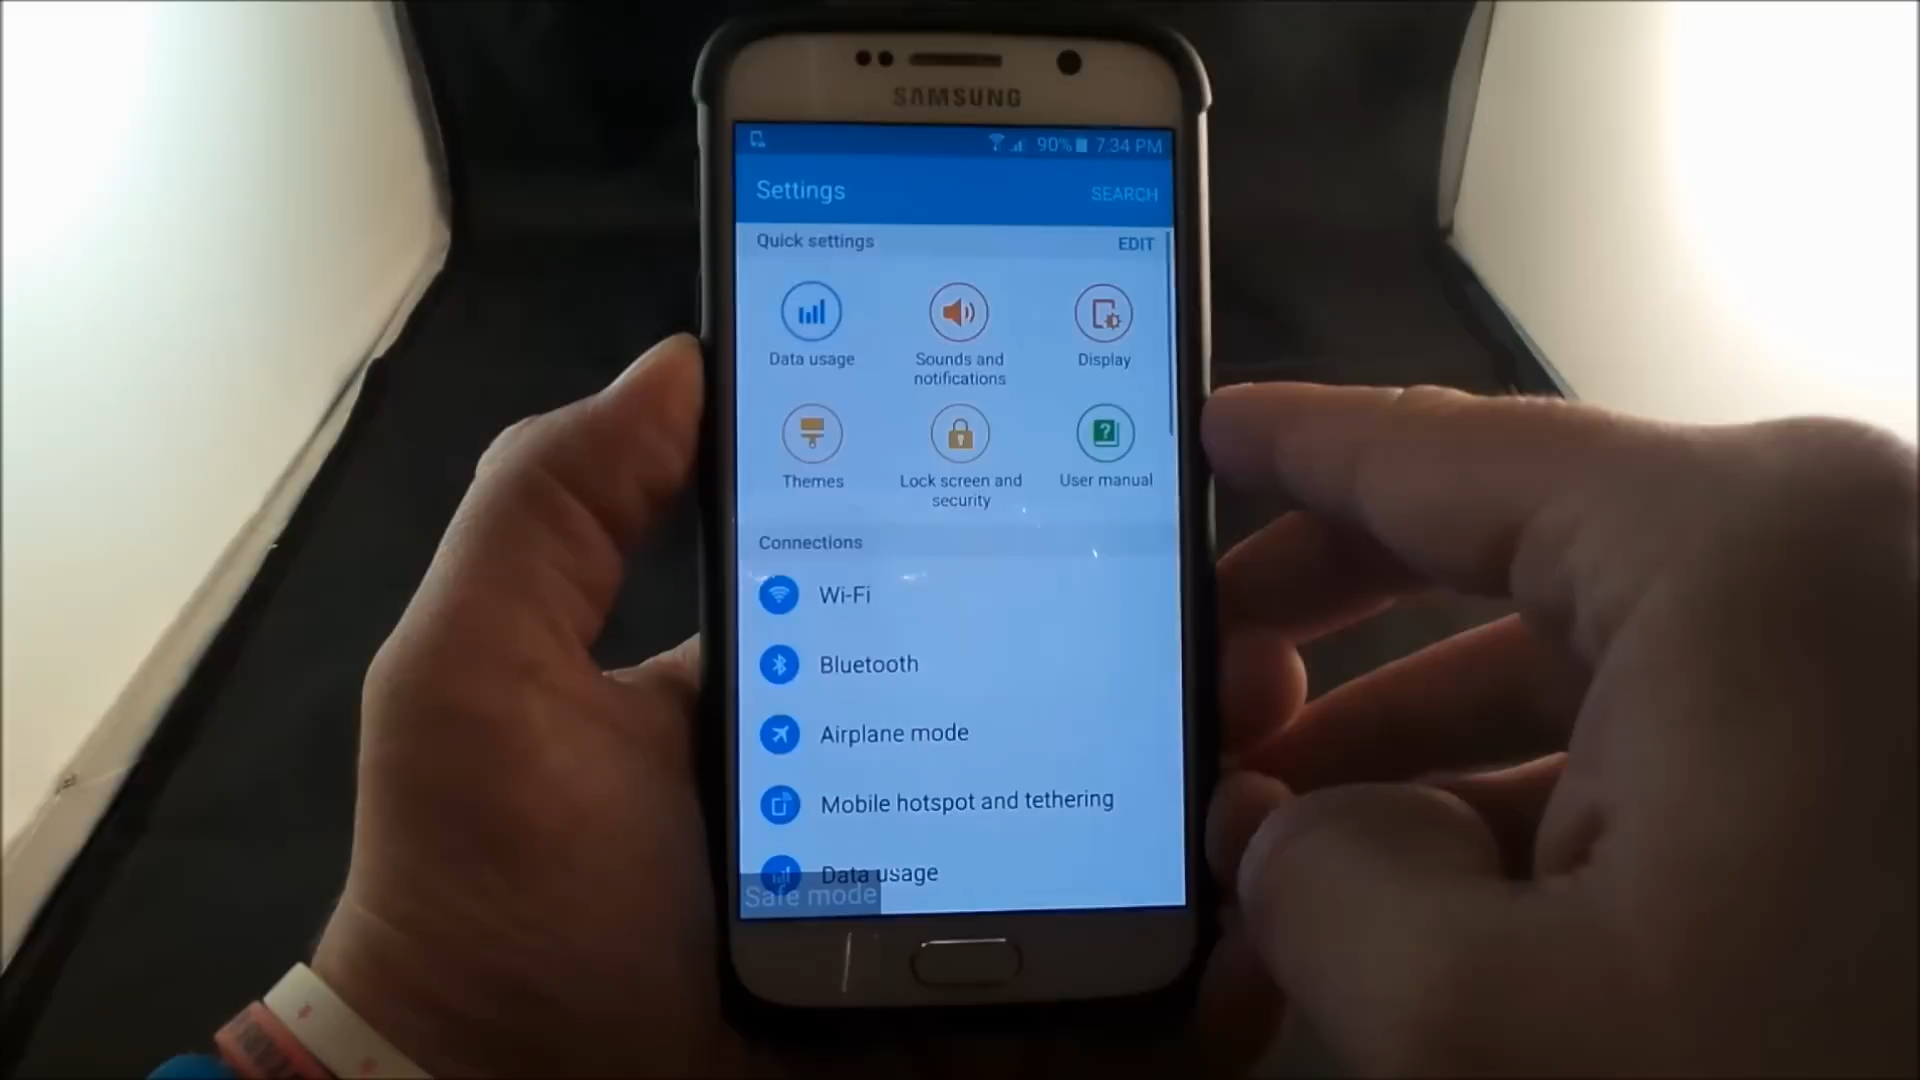 SAMSUNG
90% 7:34 PM
Settings
SEARCH
Quick settings
EDIT
Data usage
Sounds and
notifications
Display
Themes
Lock screen and
security
User manual
Connections
Wi-Fi
Bluetooth
Airplane mode
Mobile hotspot and tethering
Data usage
Safe mode